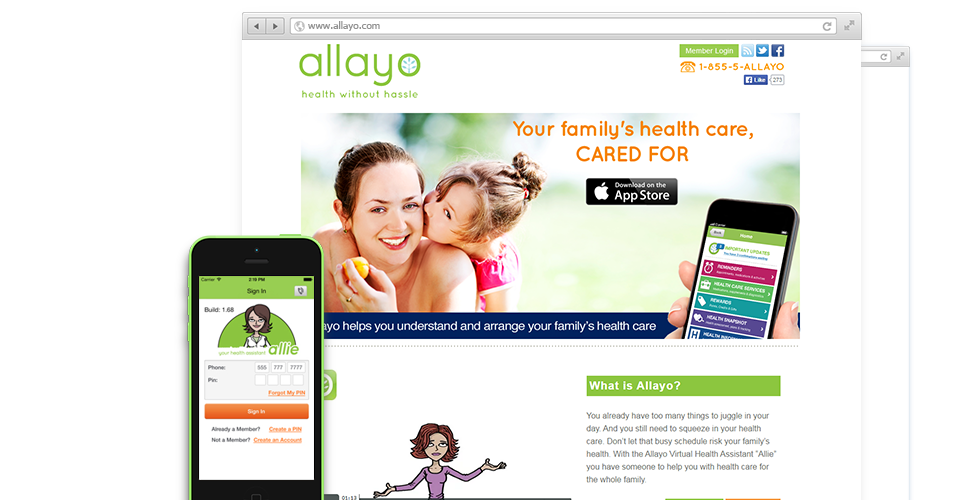 www.allayo.com
allayo
health without hassle
Member Login
1-855-5-ALLAYO
Like 273
Your family's health care,
CARED FOR
Download on the
App Store
Back Home
IMPORTANT UPDATES
REMINDERS
HEALTH CARE SERVICES
REWARDS
HEALTH SNAPSHOT
HEALTH INFORM
ayo helps you understand and arrange your family's health care
Carrier 2:19 PM
Sign In
Build: 1.68
your health assistant allie
Phone: 555 777 7777
Pin:
Forgot My PIN
Sign In
Already a Member? Create a PIN
Not a Member? Create an Account
01:12
What is Allayo?
You already have too many things to juggle in your
day. And you still need to squeeze in your health
care. Don't let that busy schedule risk your family's
health. With the Allayo Virtual Health Assistant "Allie"
you have someone to help you with health care for
the whole family.